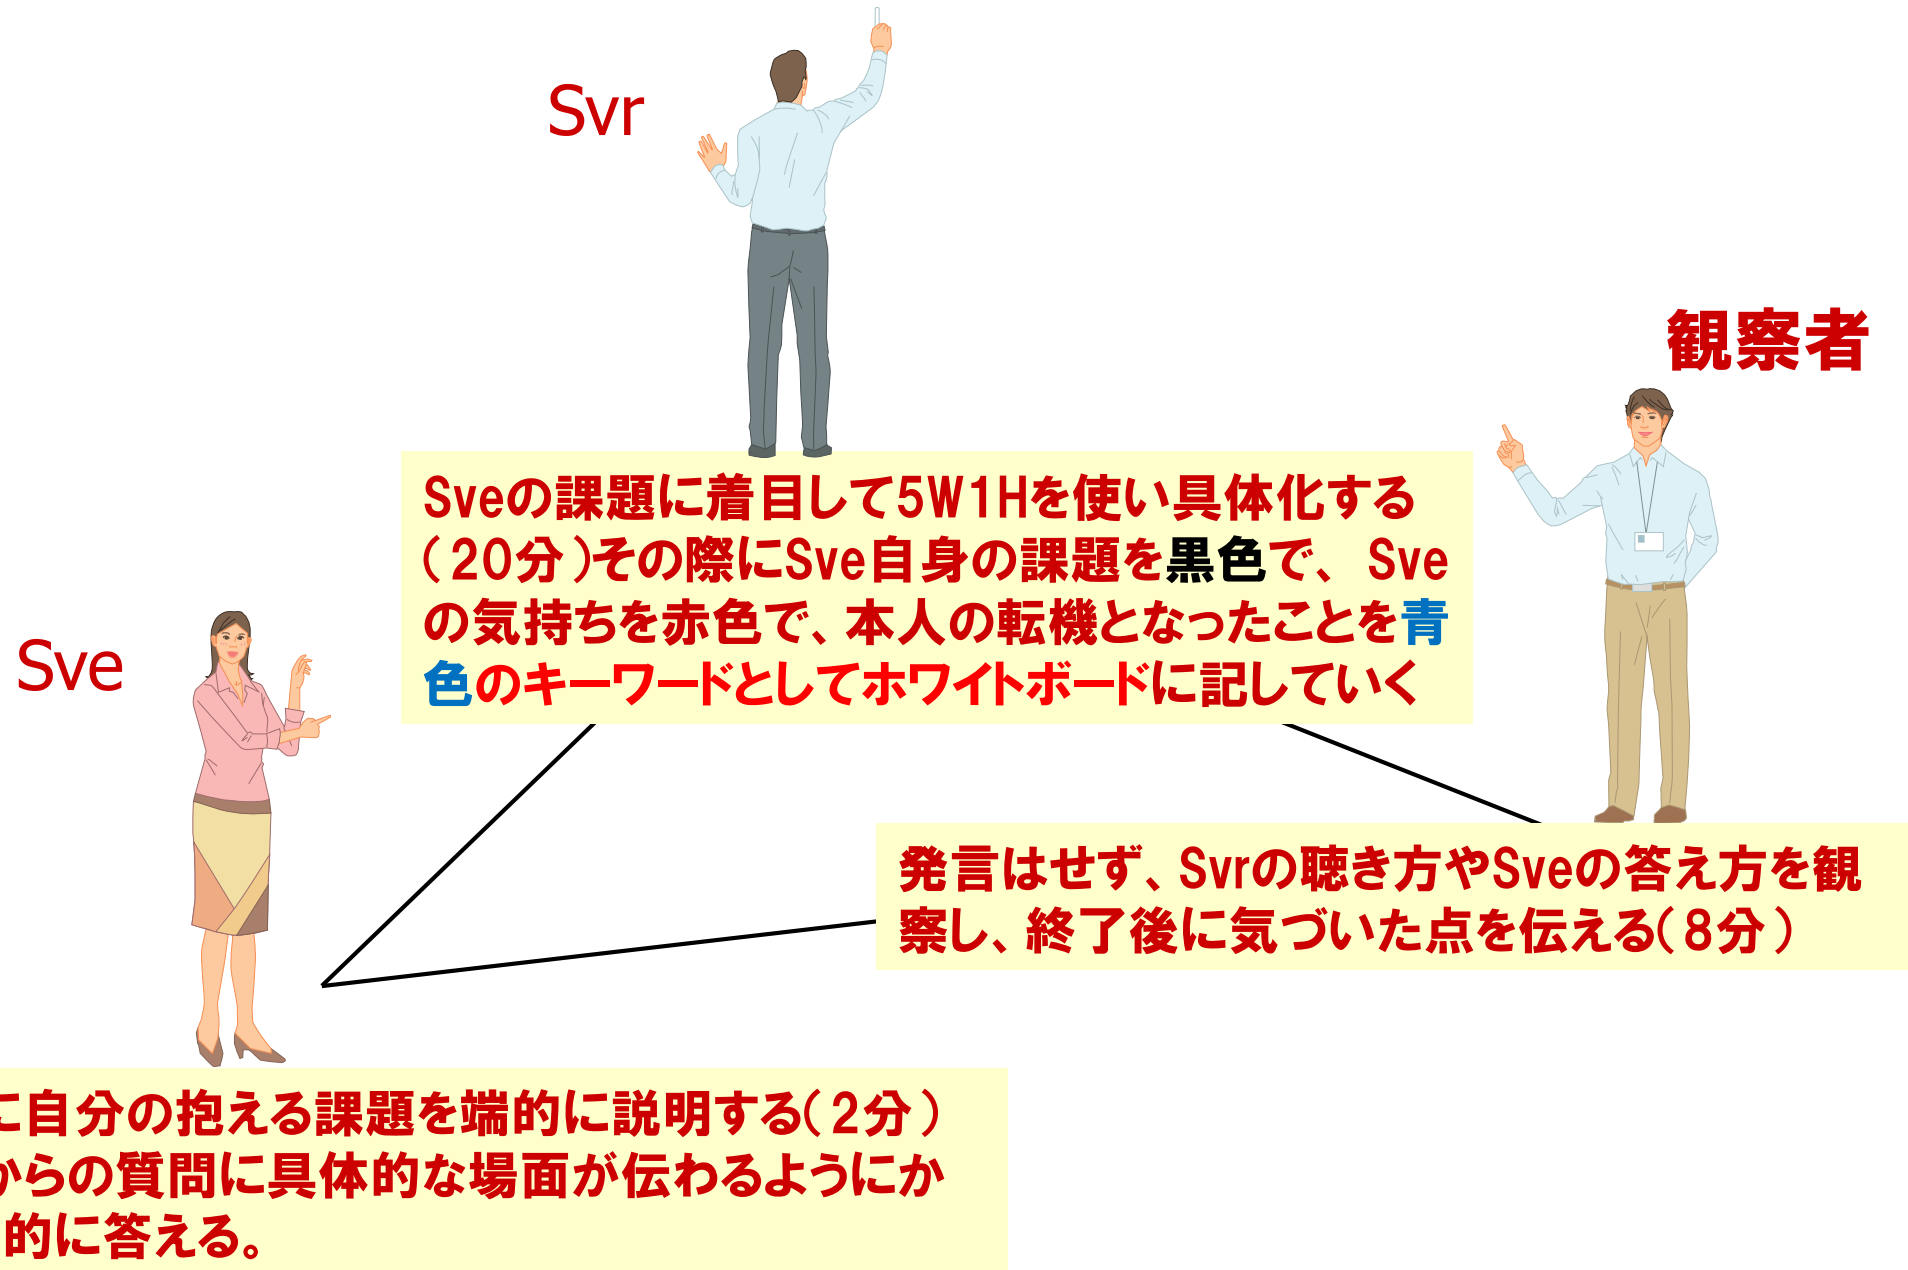 Svr
観察者
Sveの課題に着目して5W1Hを使い具体化する
(20分)その際にSve自身の課題を黒色で、Sve
の気持ちを赤色で、本人の転機となったことを青
色のキーワードとしてホワイトボードに記していく
Sve
発言はせず、Svrの聴き方やSveの答え方を観
察し、終了後に気づいた点を伝える(8分)
に自分の抱える課題を端的に説明する(2分)
からの質問に具体的な場面が伝わるようにか
的に答える。